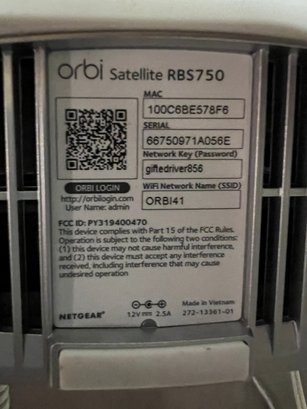 orbi Satellite RBS750
MAC
100C6BE578F6
SERIAL
66750971A056E
Network Key (Password)
giftedriver856
WiFi Network Name (SSID)
ORBI41
ORBI LOGIN
http://orbilogin.com
User Name: admin
FCC ID: PY319400470
This device complies with Part 15 of the FCC Rules.
Operation is subject to the following two conditions:
(1) this device may not cause harmful interference,
and (2) this device must accept any interference
received, including interference that may cause
undesired operation
NETGEAR®
12V⎓ 2.5A
Made in Vietnam
272-13361-01